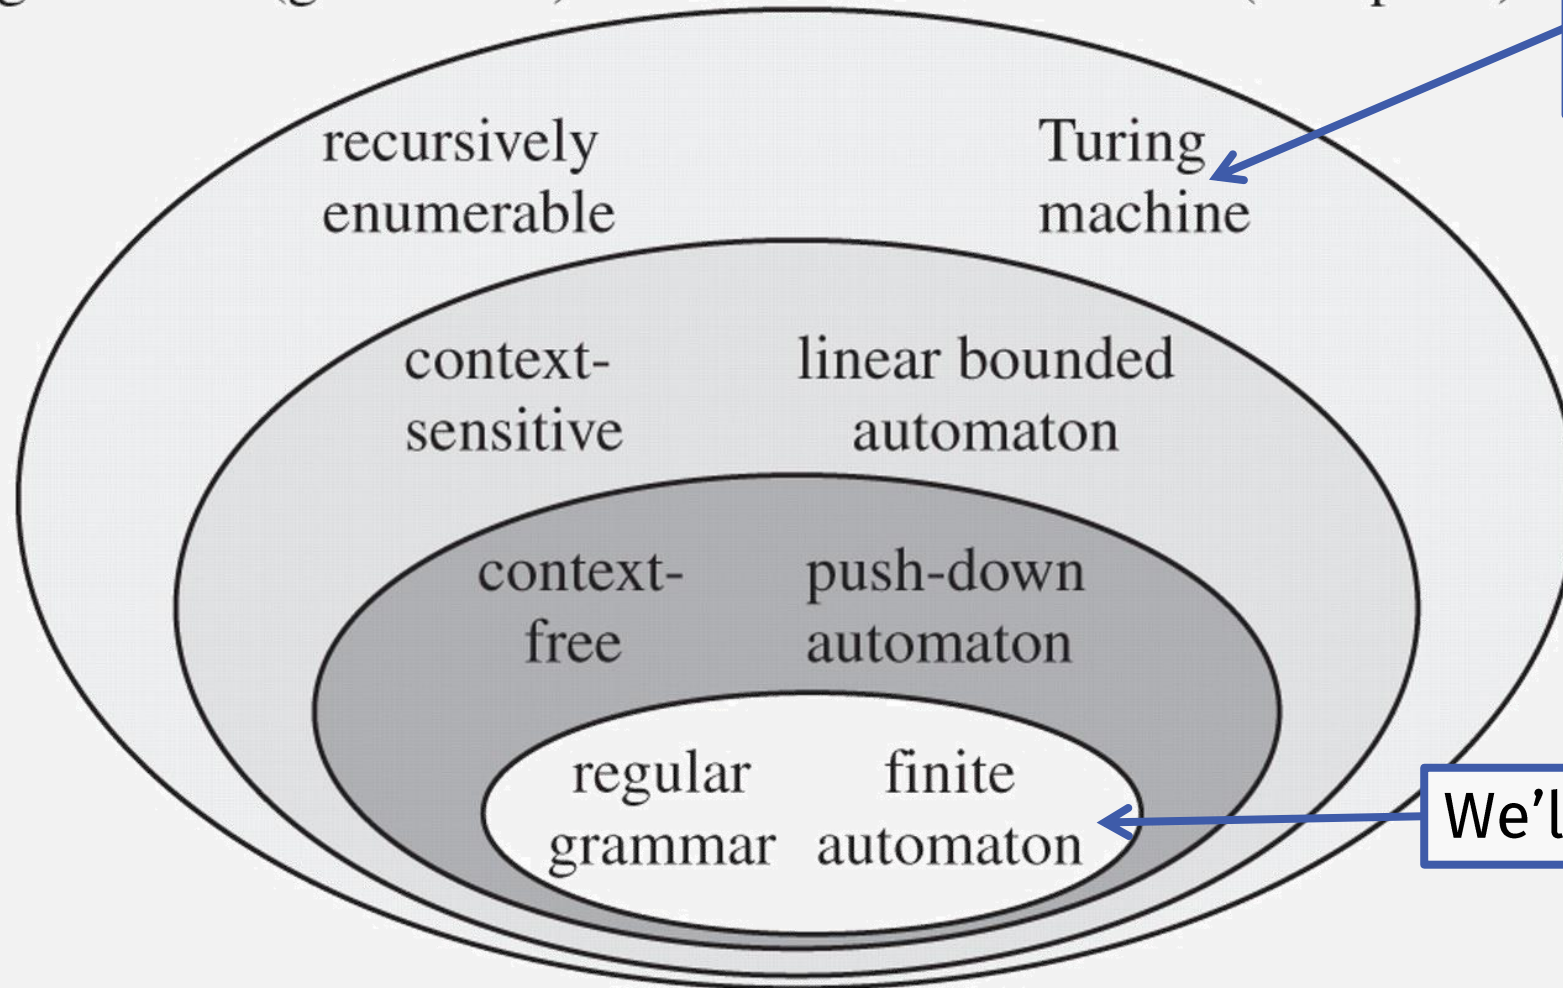 recursively
enumerable
Turing
machine
context-
sensitive
linear bounded
automaton
context-
free
push-down
automaton
regular
grammar
finite
automaton
We'l